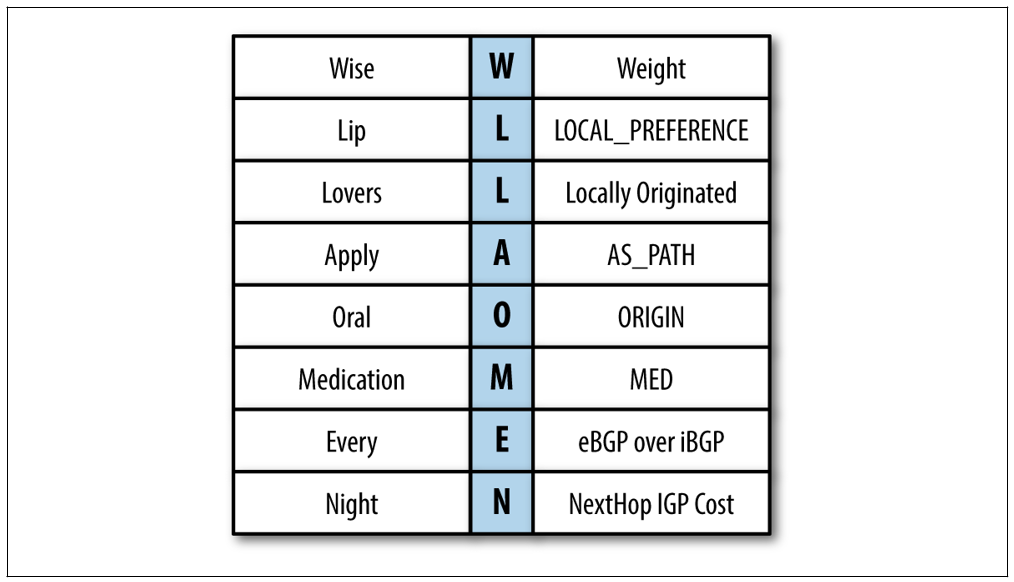 Wise W Weight
Lip L LOCAL_PREFERENCE
Lovers L Locally Originated
Apply A AS_PATH
Oral O ORIGIN
Medication M MED
Every E eBGP over iBGP
Night N NextHop IGP Cost